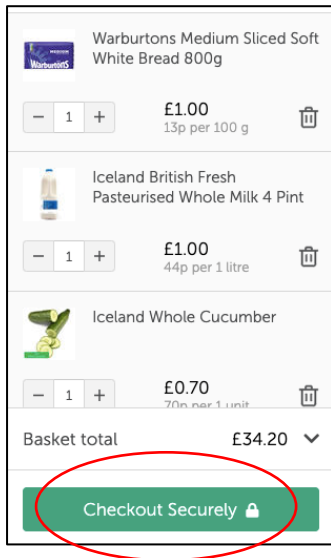 Warburtons Medium Sliced Soft
White Bread 800g
Warburtons
− 1 +
£1.00
13p per 100 g
Iceland British Fresh
Pasteurised Whole Milk 4 Pint
− 1 +
£1.00
44p per 1 litre
Iceland Whole Cucumber
− 1 +
£0.70
70p per 1 unit
Basket total £34.20
Checkout Securely